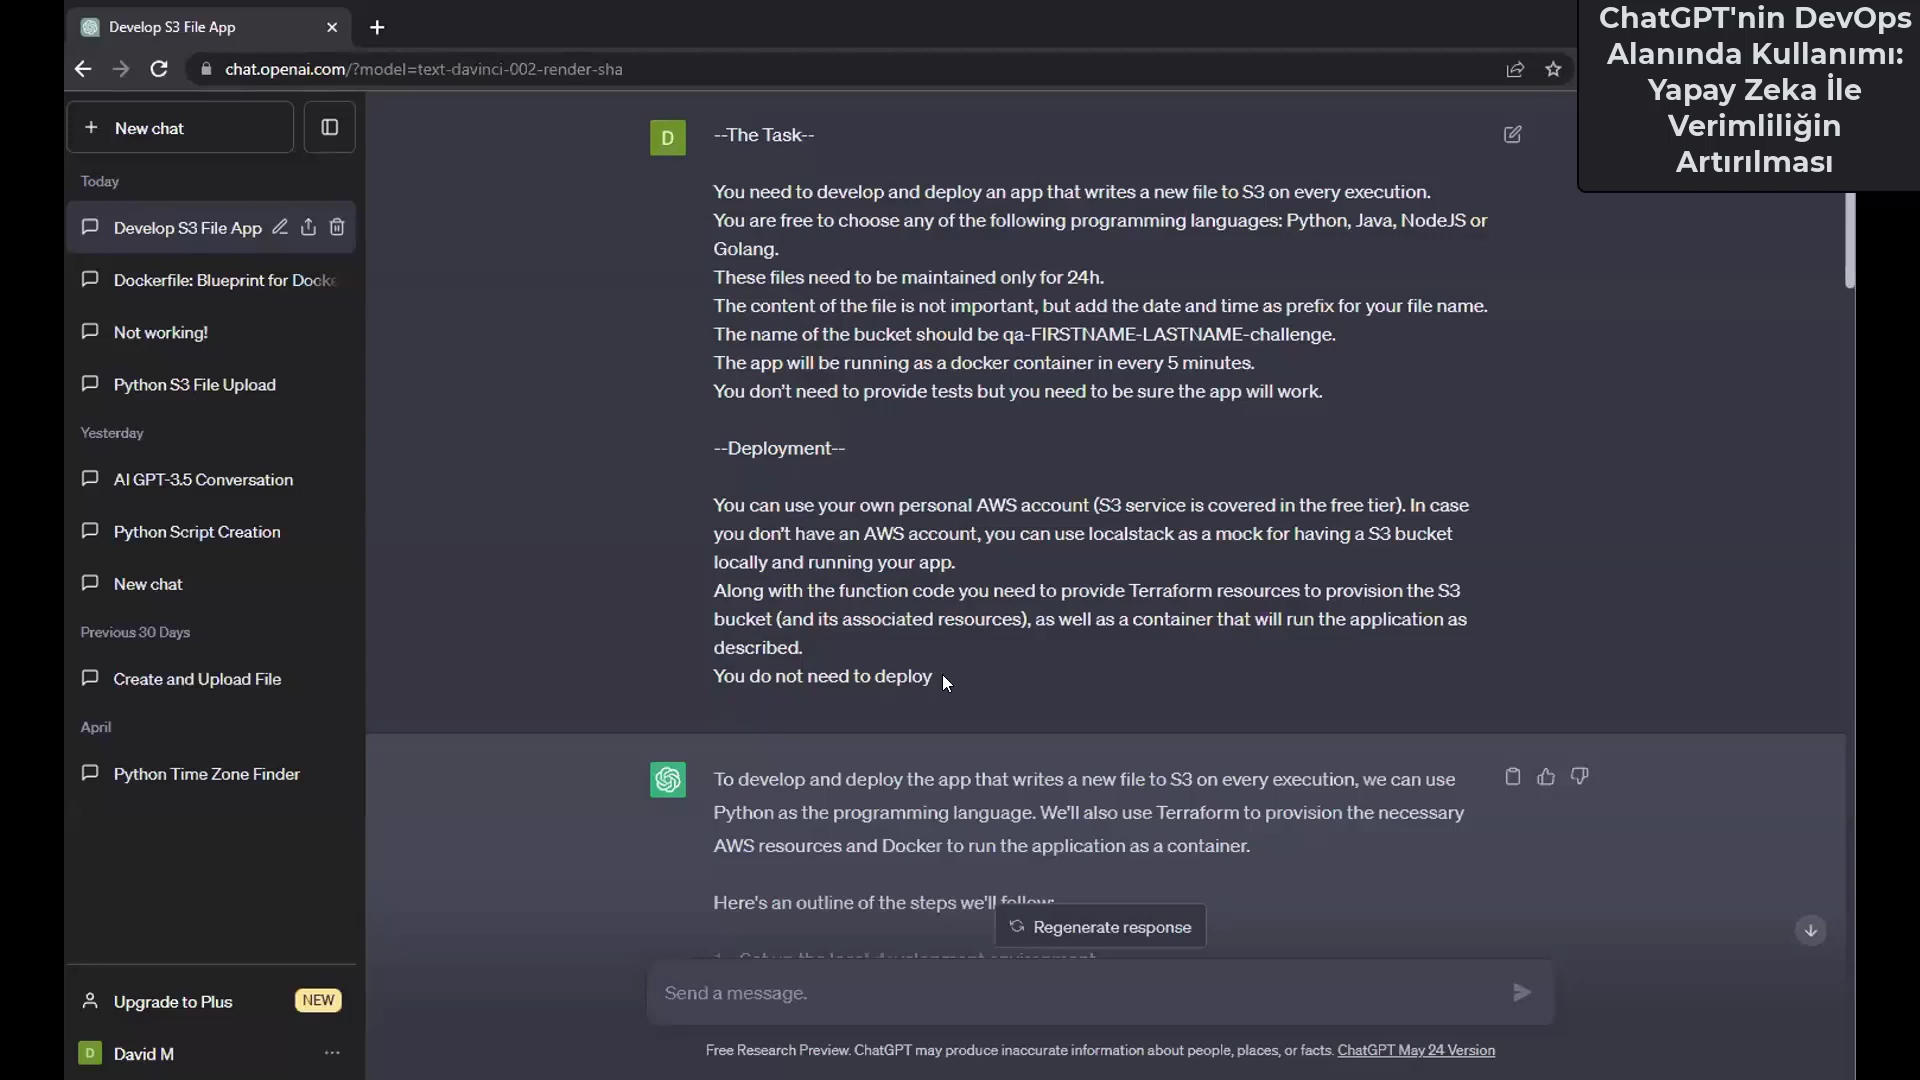 Develop S3 File App
chat.openai.com/?model=text-davinci-002-render-sha
ChatGPT'nin DevOps
Alanında Kullanımı:
Yapay Zeka İle
Verimliliğin
Artırılması
New chat
Today
Develop S3 File App
Dockerfile: Blueprint for Docke
Not working!
Python S3 File Upload
Yesterday
AI GPT-3.5 Conversation
Python Script Creation
New chat
Previous 30 Days
Create and Upload File
April
Python Time Zone Finder
Upgrade to Plus
NEW
D
David M
D
--The Task--
You need to develop and deploy an app that writes a new file to S3 on every execution.
You are free to choose any of the following programming languages: Python, Java, NodeJS or
Golang.
These files need to be maintained only for 24h.
The content of the file is not important, but add the date and time as prefix for your file name.
The name of the bucket should be qa-FIRSTNAME-LASTNAME-challenge.
The app will be running as a docker container in every 5 minutes.
You don't need to provide tests but you need to be sure the app will work.
--Deployment--
You can use your own personal AWS account (S3 service is covered in the free tier). In case
you don't have an AWS account, you can use localstack as a mock for having a S3 bucket
locally and running your app.
Along with the function code you need to provide Terraform resources to provision the S3
bucket (and its associated resources), as well as a container that will run the application as
described.
You do not need to deploy
To develop and deploy the app that writes a new file to S3 on every execution, we can use
Python as the programming language. We'll also use Terraform to provision the necessary
AWS resources and Docker to run the application as a container.
Here's an outline of the steps we'll follow:
1. Set up the local development environment
Regenerate response
Send a message.
Free Research Preview. ChatGPT may produce inaccurate information about people, places, or facts. ChatGPT May 24 Version